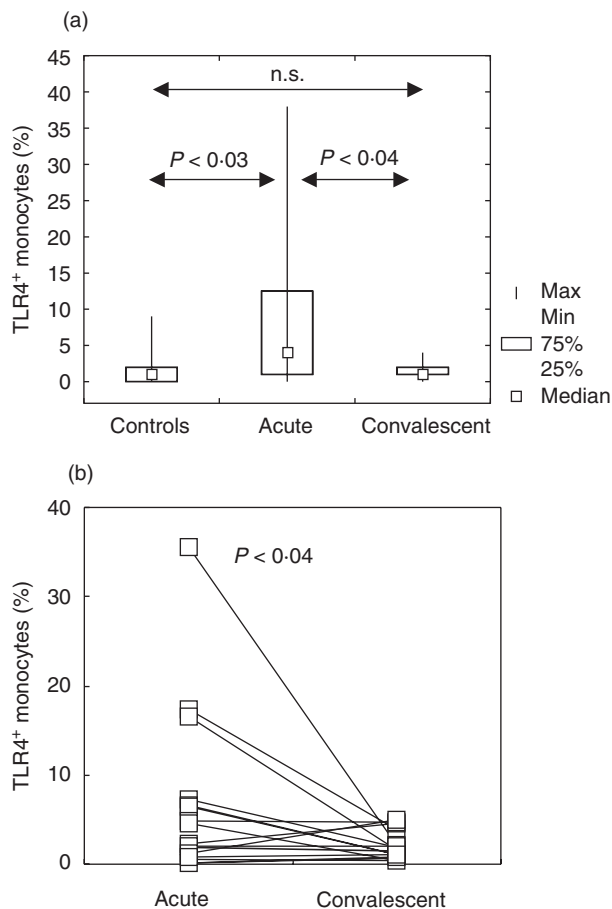 (a)
45
40
35
30
25
20
15
10
5
0
TLR4⁺ monocytes (%)
n.s.
P < 0·03
P < 0·04
Controls
Acute
Convalescent
Max
Min
75%
25%
Median
(b)
40
30
20
10
0
TLR4⁺ monocytes (%)
P < 0·04
Acute
Convalescent